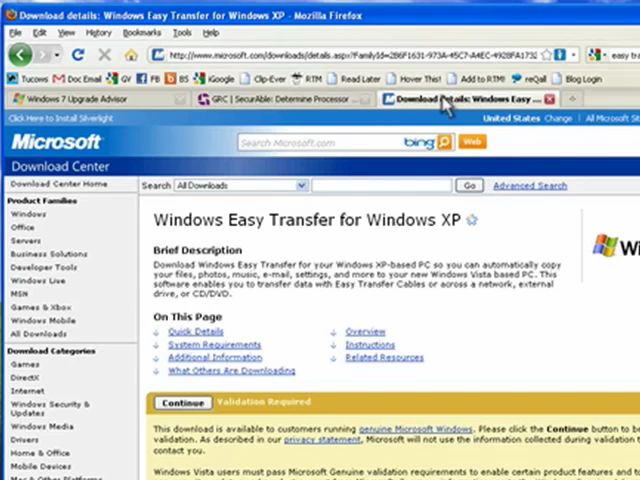 Download details: Windows Easy Transfer for Windows XP - Mozilla Firefox
File Edit View History Bookmarks Tools Help
http://www.microsoft.com/downloads/details.aspx?FamilyId=2B6F1631-973A-45C7-A4EC-4928FA173 easy tra
Tucows Doc Email GV FB BS iGoogle Clip-Ever RTM Read Later Hover This! Add to RTM! reQall Blog Login
Windows 7 Upgrade Advisor GRC | SecurAble: Determine Processor ... Download details: Windows Easy ...
Click Here to Install Silverlight United States Change | All Microsoft
Microsoft Search Microsoft.com bing Web
Download Center
Download Center Home
Search All Downloads Go Advanced Search
Product Families
Windows
Office
Servers
Business Solutions
Developer Tools
Windows Live
MSN
Games & Xbox
Windows Mobile
All Downloads
Download Categories
Games
DirectX
Internet
Windows Security &
Updates
Windows Media
Drivers
Home & Office
Mobile Devices
Mac & Other Platforms
Windows Easy Transfer for Windows XP
Wi
Brief Description
Download Windows Easy Transfer for your Windows XP-based PC so you can automatically copy
your files, photos, music, e-mail, settings, and more to your new Windows Vista based PC. This
software enables you to transfer data with Easy Transfer Cables or across a network, external
drive, or CD/DVD.
On This Page
Quick Details Overview
System Requirements Instructions
Additional Information Related Resources
What Others Are Downloading
Continue Validation Required
This download is available to customers running genuine Microsoft Windows. Please click the Continue button to be
validation. As described in our privacy statement, Microsoft will not use the information collected during validation t
contact you.
Windows Vista users must pass Microsoft Genuine validation requirements to enable certain product features and to